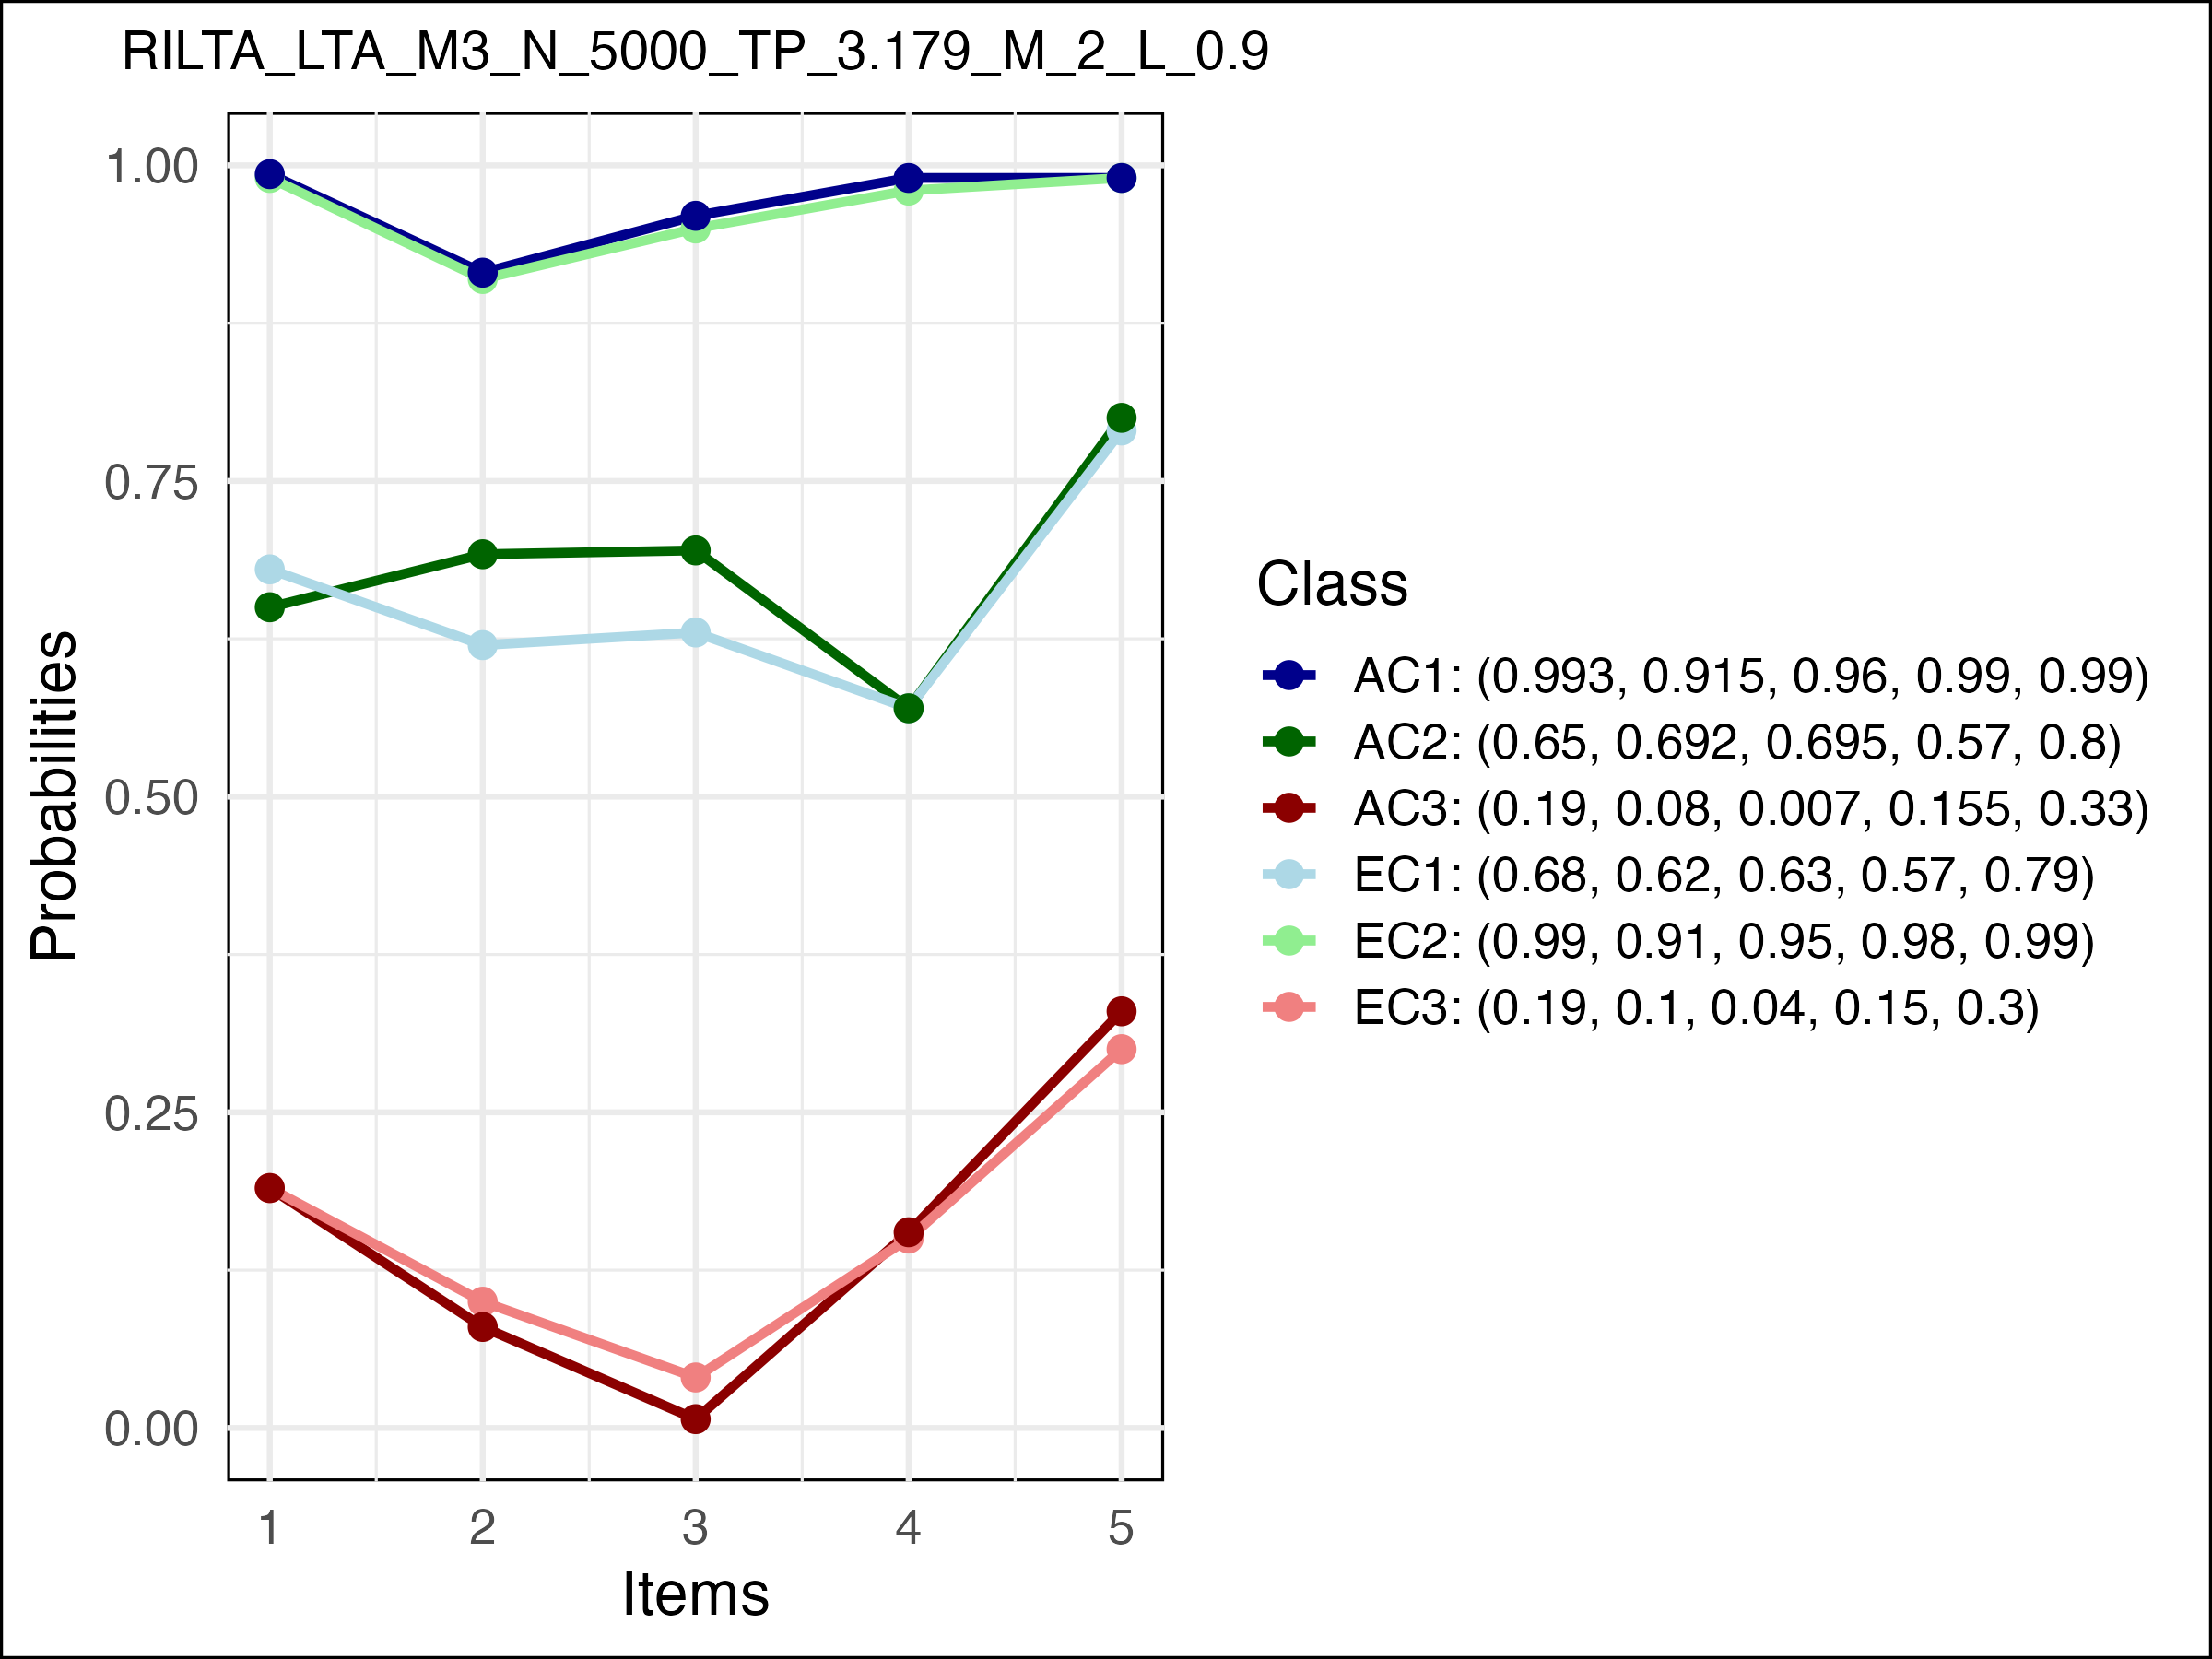 RILTA_LTA_M3_N_5000_TP_3.179_M_2_L_0.9
1.00
0.75
0.50
0.25
0.00
Probabilities
1 2 3 4 5
Items
Class
AC1: (0.993, 0.915, 0.96, 0.99, 0.99)
AC2: (0.65, 0.692, 0.695, 0.57, 0.8)
AC3: (0.19, 0.08, 0.007, 0.155, 0.33)
EC1: (0.68, 0.62, 0.63, 0.57, 0.79)
EC2: (0.99, 0.91, 0.95, 0.98, 0.99)
EC3: (0.19, 0.1, 0.04, 0.15, 0.3)